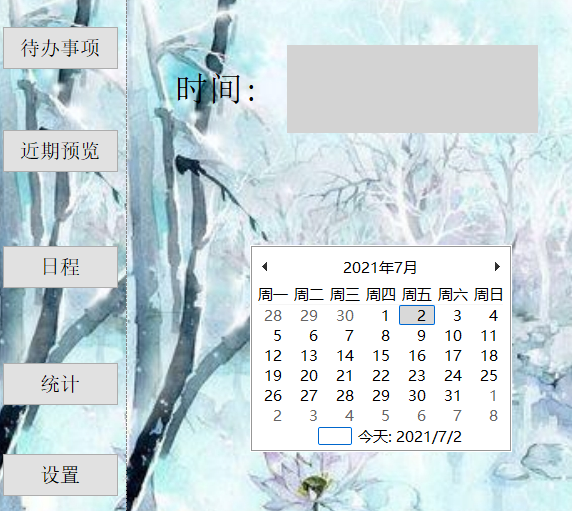 待办事项
近期预览
日程
统计
设置
时间:
2021年7月
周一 周二 周三 周四 周五 周六 周日
28 29 30 1 2 3 4
5 6 7 8 9 10 11
12 13 14 15 16 17 18
19 20 21 22 23 24 25
26 27 28 29 30 31 1
2 3 4 5 6 7 8
今天: 2021/7/2